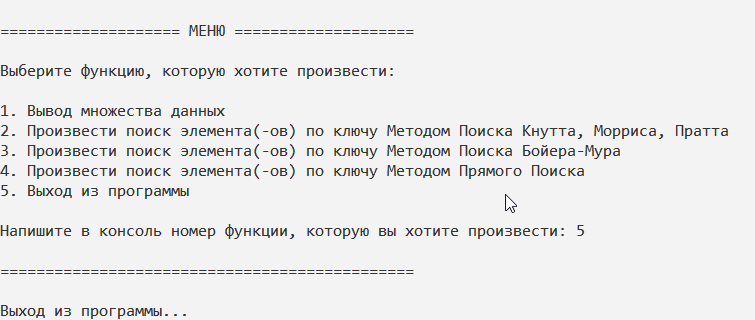 ==================== МЕНЮ ====================
Выберите функцию, которую хотите произвести:
1. Вывод множества данных
2. Произвести поиск элемента(-ов) по ключу Методом Поиска Кнутта, Морриса, Пратта
3. Произвести поиск элемента(-ов) по ключу Методом Поиска Бойера-Мура
4. Произвести поиск элемента(-ов) по ключу Методом Прямого Поиска
5. Выход из программы
Напишите в консоль номер функции, которую вы хотите произвести: 5
==============================================
Выход из программы...